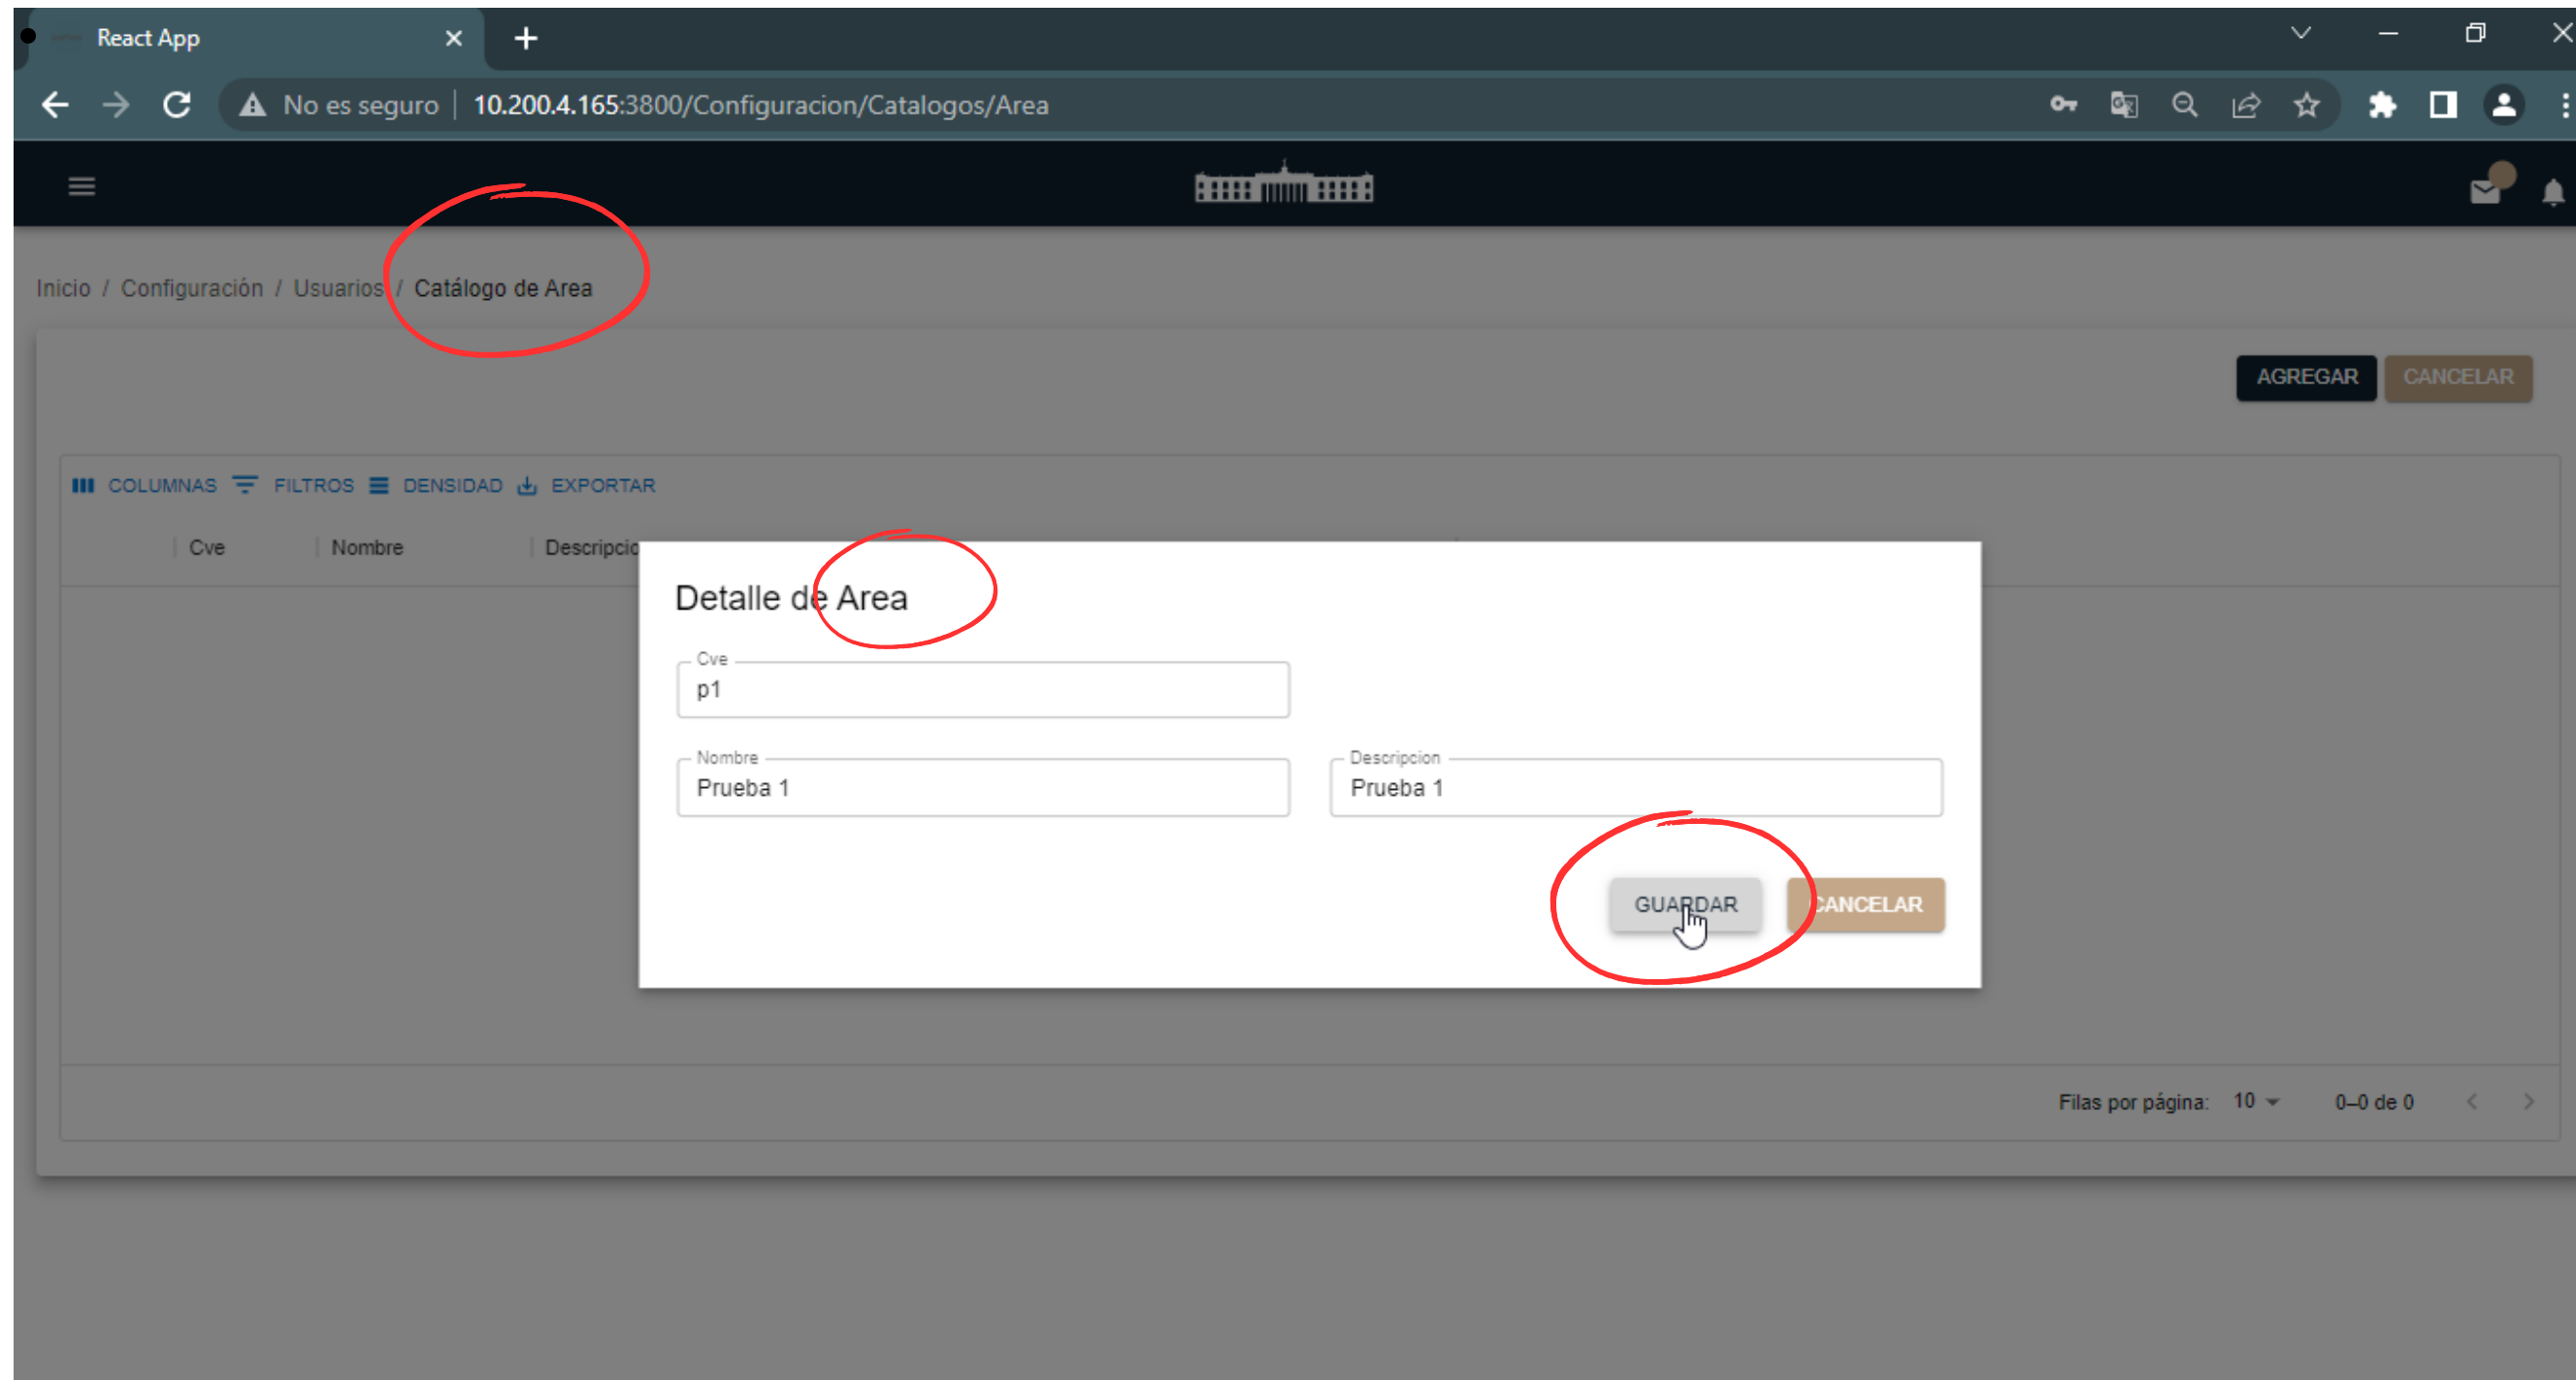 React App
No es seguro | 10.200.4.165:3800/Configuracion/Catalogos/Area
Inicio / Configuración / Usuarios / Catálogo de Area
AGREGAR CANCELAR
COLUMNAS FILTROS DENSIDAD EXPORTAR
Cve Nombre Descripcio
Detalle de Area
Cve
p1
Nombre Descripcion
Prueba 1 Prueba 1
GUARDAR CANCELAR
Filas por página: 10 0–0 de 0